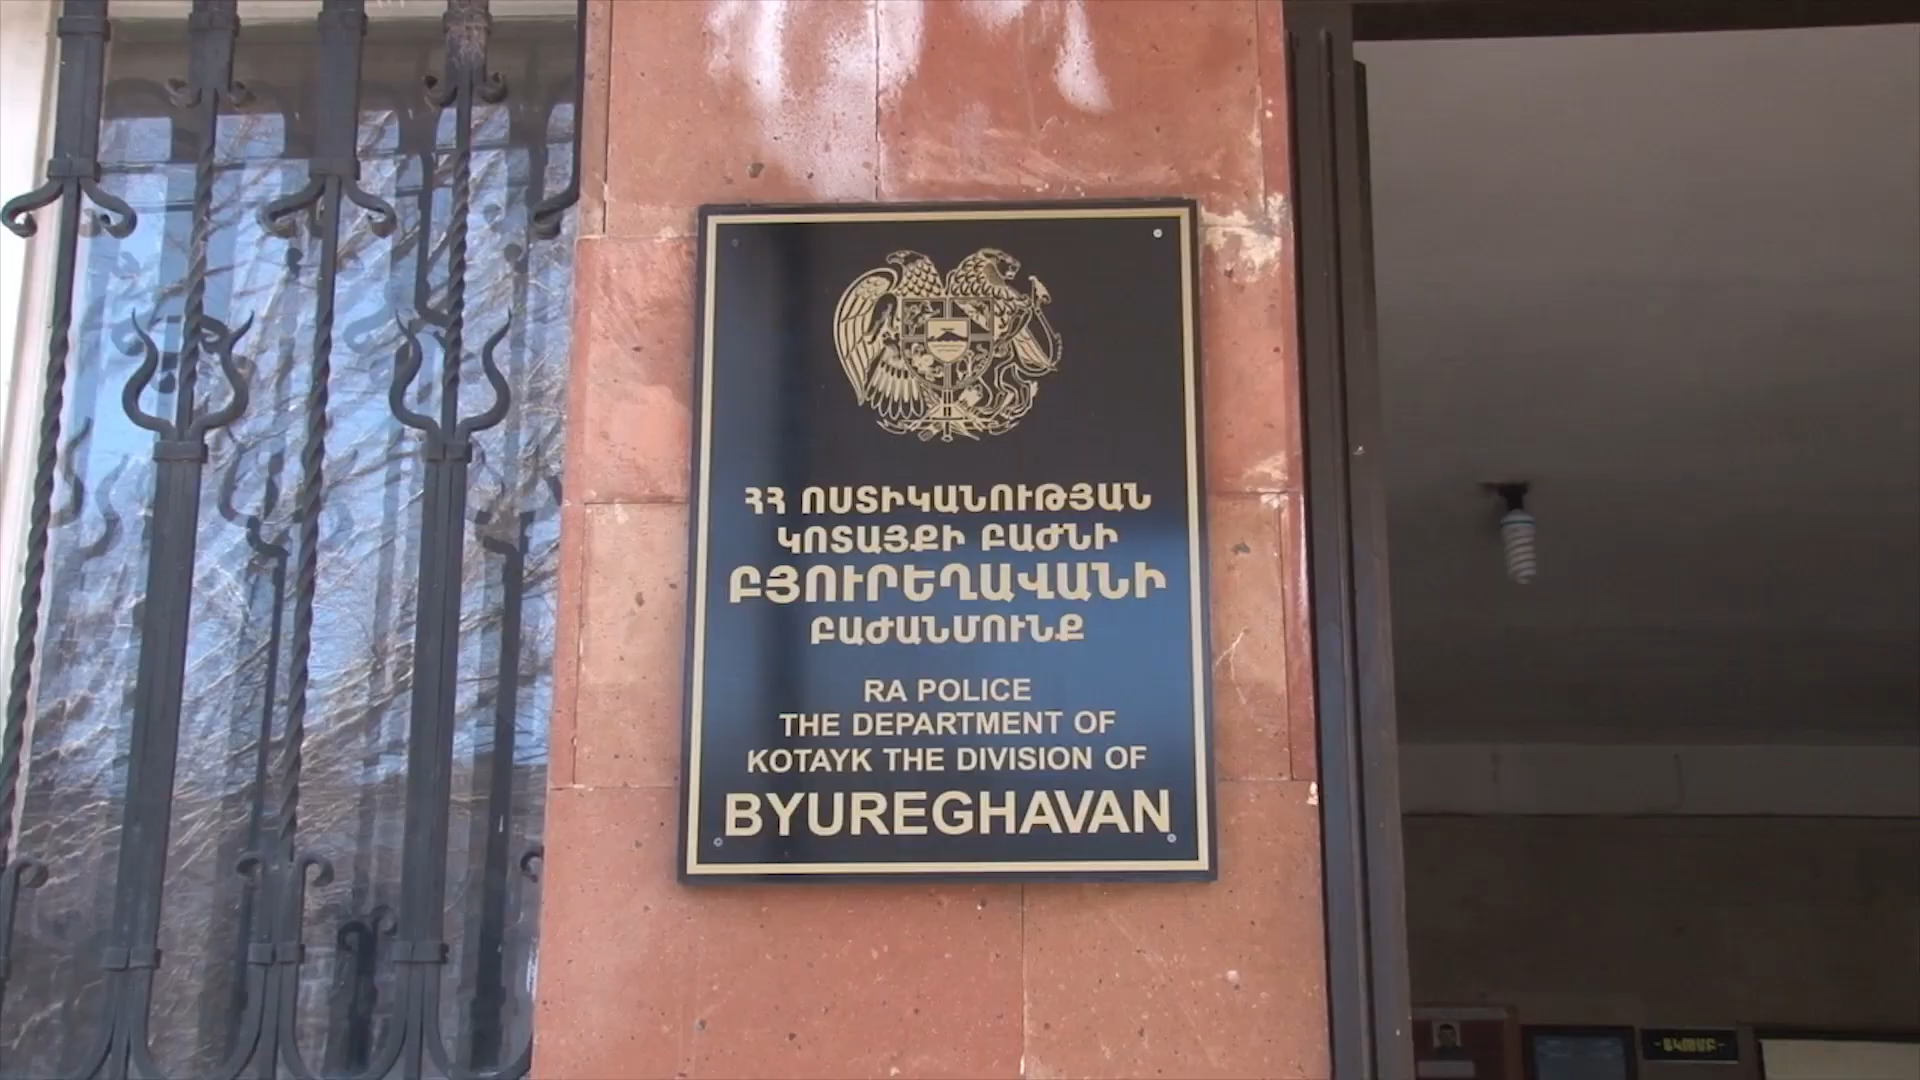 ՀՀ ՈՍՏԻԿԱՆՈՒԹՅԱՆ
ԿՈՏԱՅՔԻ ԲԱԺՆԻ
ԲՅՈՒՐԵՂԱՎԱՆԻ
ԲԱԺԱՆՄՈՒՆՔ
RA POLICE
THE DEPARTMENT OF
KOTAYK THE DIVISION OF
BYUREGHAVAN